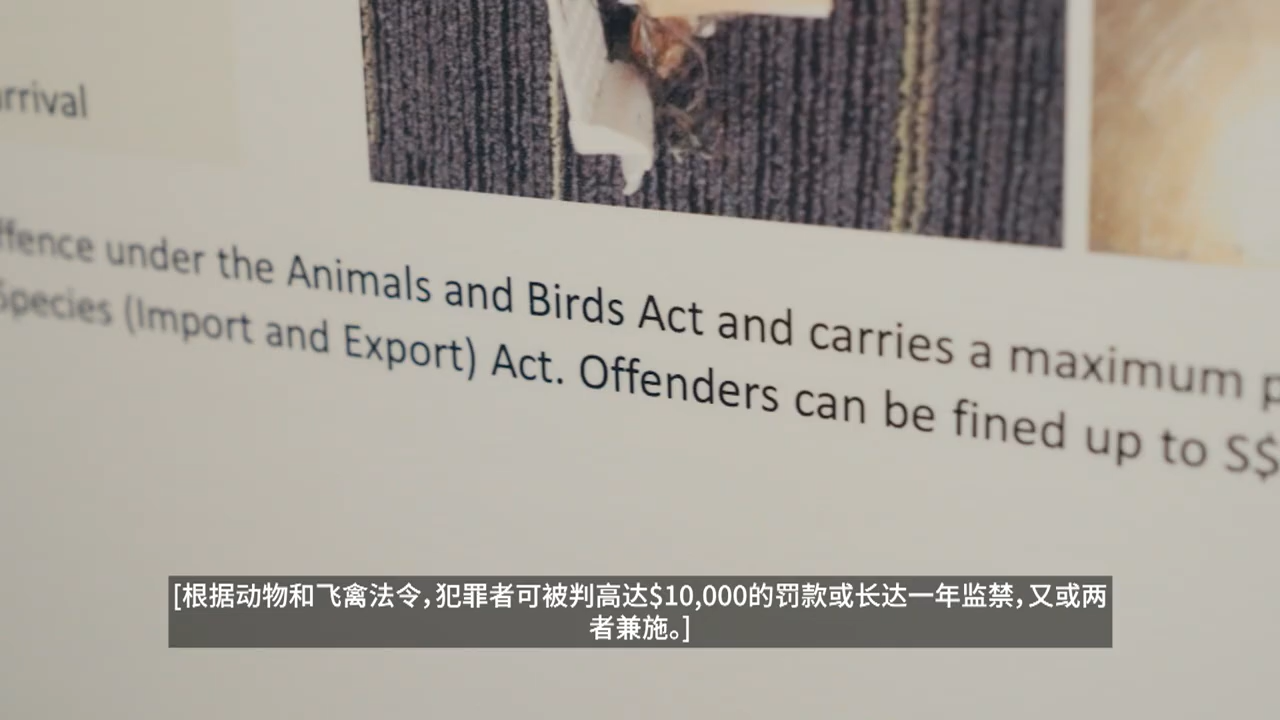 arrival
ffence under the Animals and Birds Act and carries a maximum p
Species (Import and Export) Act. Offenders can be fined up to S$
[根据动物和飞禽法令,犯罪者可被判高达$10,000的罚款或长达一年监禁,又或两
者兼施。]